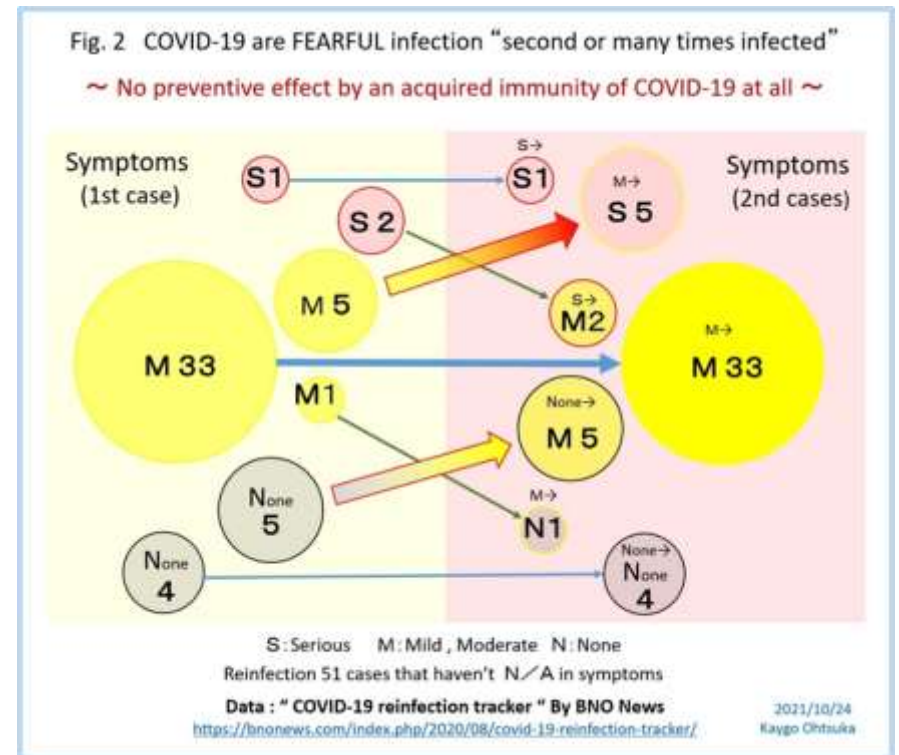 Fig. 2 COVID-19 are FEARFUL infection “second or many times infected”
～ No preventive effect by an acquired immunity of COVID-19 at all ～
Symptoms
(1st case)
S1
S→
S1
M→
S 5
Symptoms
(2nd cases)
S 2
M 5
S→
M2
M 33
M→
M 33
M1
None→
M 5
None
5
M→
N1
None
4
None→
None
4
S:Serious M:Mild , Moderate N:None
Reinfection 51 cases that haven't N／A in symptoms
Data : “ COVID-19 reinfection tracker “ By BNO News
https://bnonews.com/index.php/2020/08/covid-19-reinfection-tracker/
2021/10/24
Kaygo Ohtsuka